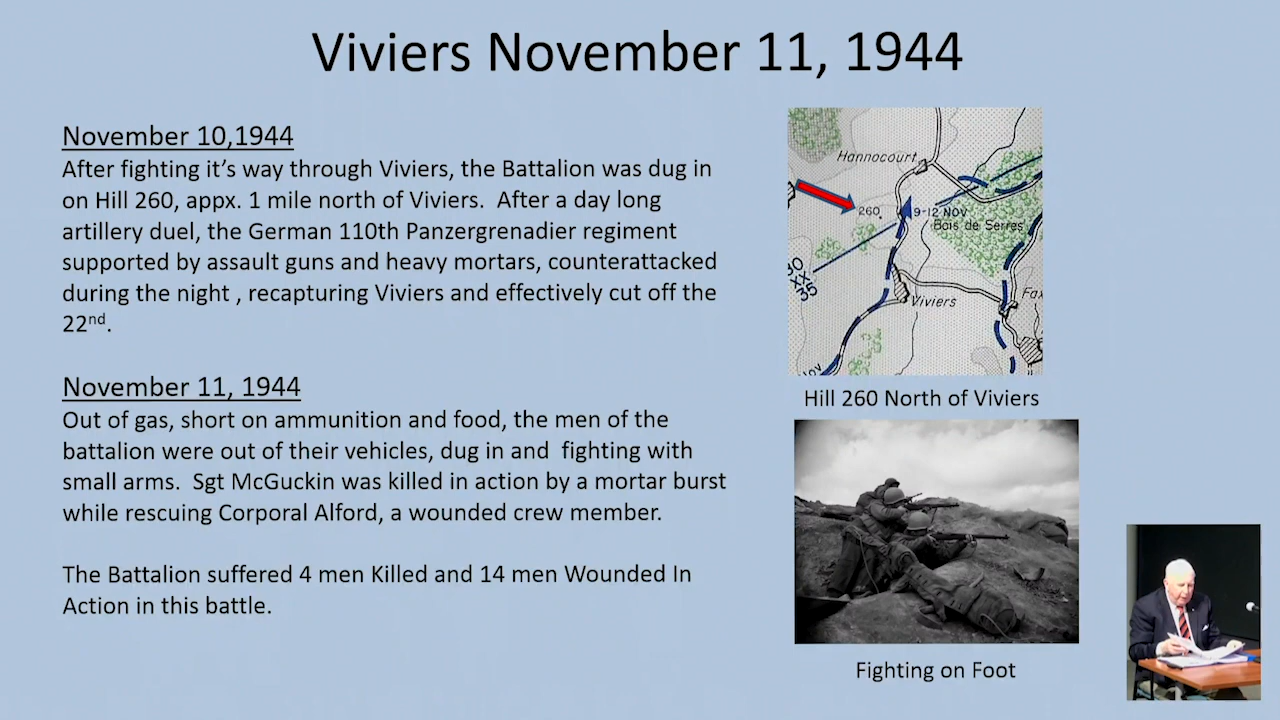 Viviers November 11, 1944
November 10,1944
After fighting it's way through Viviers, the Battalion was dug in
on Hill 260, appx. 1 mile north of Viviers.  After a day long
artillery duel, the German 110th Panzergrenadier regiment
supported by assault guns and heavy mortars, counterattacked
during the night , recapturing Viviers and effectively cut off the
22nd.
November 11, 1944
Out of gas, short on ammunition and food, the men of the
battalion were out of their vehicles, dug in and  fighting with
small arms.  Sgt McGuckin was killed in action by a mortar burst
while rescuing Corporal Alford, a wounded crew member.
The Battalion suffered 4 men Killed and 14 men Wounded In
Action in this battle.
Hannocourt
260
9-12 NOV
Bois de Serres
Viviers
Fax
Hill 260 North of Viviers
Fighting on Foot